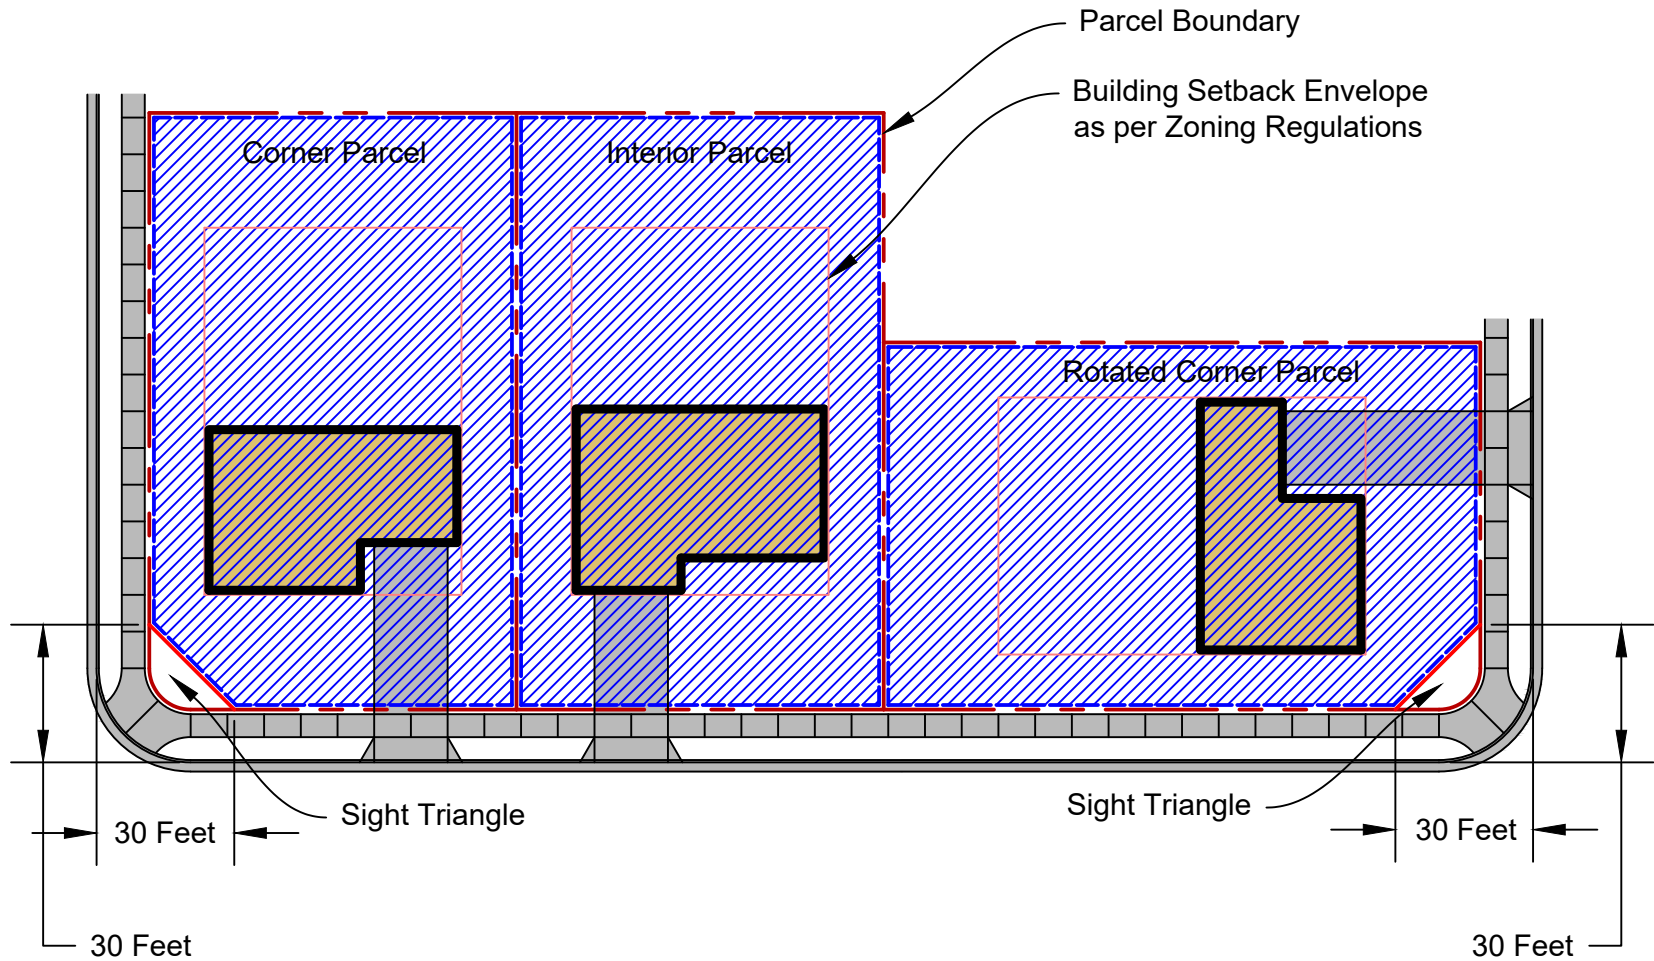 Parcel Boundary
Building Setback Envelope
as per Zoning Regulations
Corner Parcel
Interior Parcel
Rotated Corner Parcel
Sight Triangle
Sight Triangle
30 Feet
30 Feet
30 Feet
30 Feet